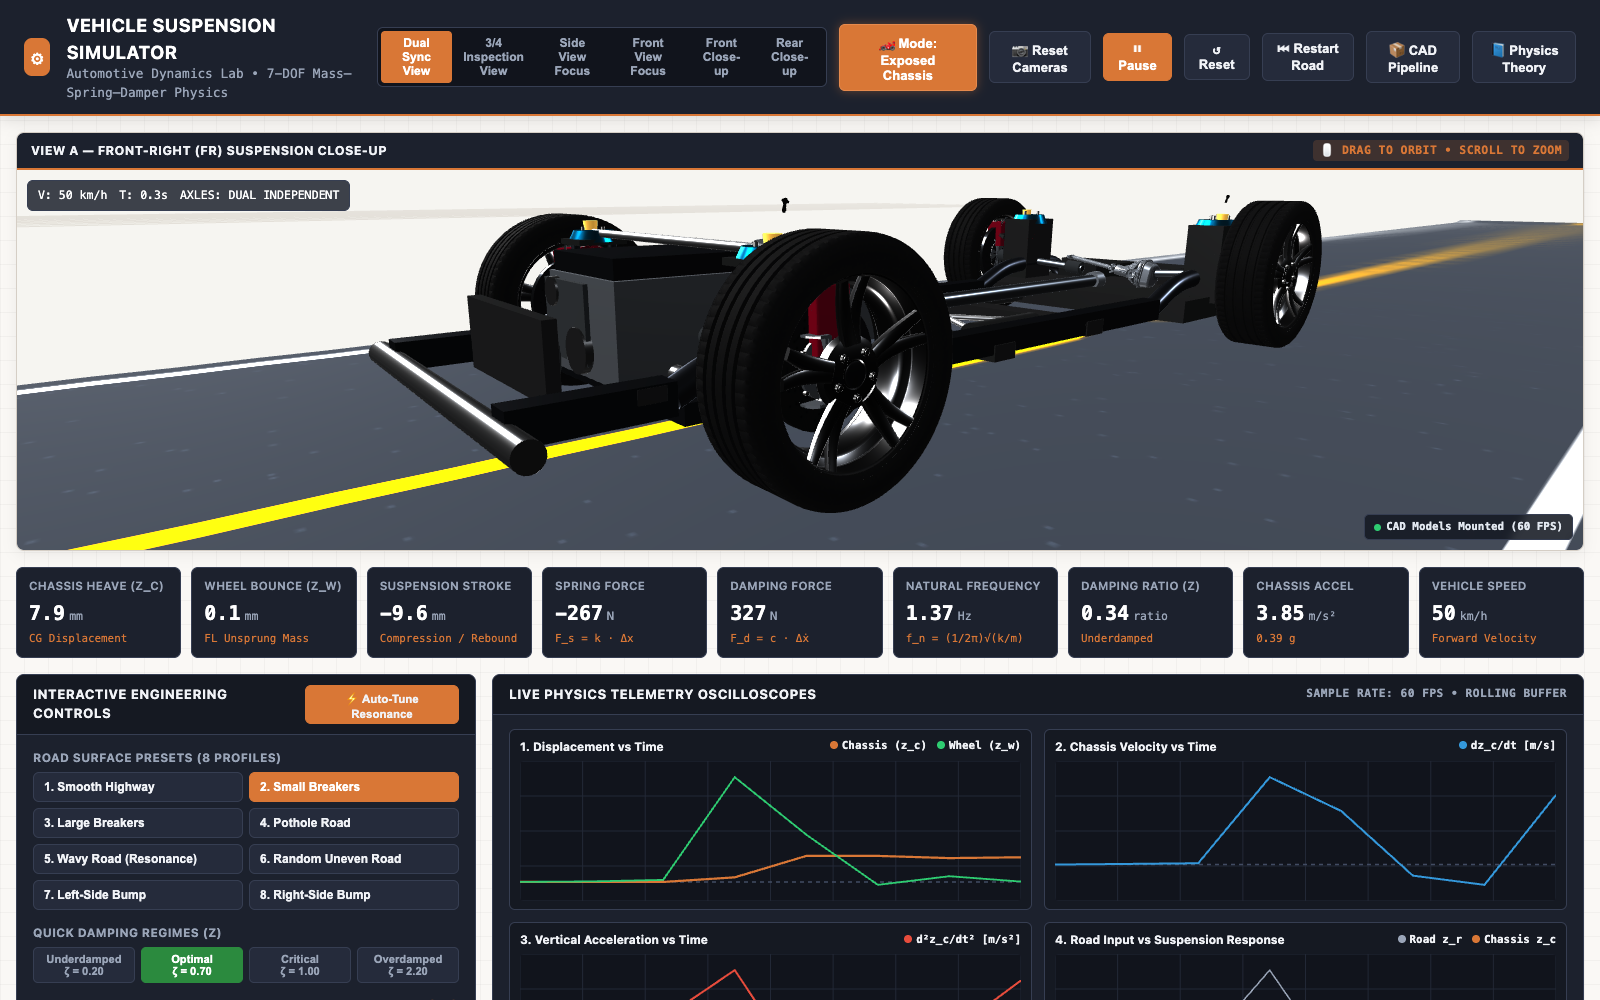 ⚙
VEHICLE SUSPENSION
SIMULATOR
Automotive Dynamics Lab • 7-DOF Mass–
Spring–Damper Physics
Dual
Sync
View
3/4
Inspection
View
Side
View
Focus
Front
View
Focus
Front
Close-
up
Rear
Close-
up
🏎️ Mode:
Exposed
Chassis
📷 Reset
Cameras
⏸
Pause
↺
Reset
⏮ Restart
Road
📦 CAD
Pipeline
📘 Physics
Theory
VIEW A — FRONT-RIGHT (FR) SUSPENSION CLOSE-UP
🖱️ DRAG TO ORBIT • SCROLL TO ZOOM
V: 50 km/h T: 0.3s AXLES: DUAL INDEPENDENT
● CAD Models Mounted (60 FPS)
CHASSIS HEAVE (Z_C)
7.9 mm
CG Displacement
WHEEL BOUNCE (Z_W)
0.1 mm
FL Unsprung Mass
SUSPENSION STROKE
−9.6 mm
Compression / Rebound
SPRING FORCE
−267 N
F_s = k · Δx
DAMPING FORCE
327 N
F_d = c · Δẋ
NATURAL FREQUENCY
1.37 Hz
f_n = (1/2π)√(k/m)
DAMPING RATIO (Ζ)
0.34 ratio
Underdamped
CHASSIS ACCEL
3.85 m/s²
0.39 g
VEHICLE SPEED
50 km/h
Forward Velocity
INTERACTIVE ENGINEERING
CONTROLS
⚡ Auto-Tune
Resonance
ROAD SURFACE PRESETS (8 PROFILES)
1. Smooth Highway
2. Small Breakers
3. Large Breakers
4. Pothole Road
5. Wavy Road (Resonance)
6. Random Uneven Road
7. Left-Side Bump
8. Right-Side Bump
QUICK DAMPING REGIMES (Ζ)
Underdamped
ζ = 0.20
Optimal
ζ = 0.70
Critical
ζ = 1.00
Overdamped
ζ = 2.20
LIVE PHYSICS TELEMETRY OSCILLOSCOPES
SAMPLE RATE: 60 FPS • ROLLING BUFFER
1. Displacement vs Time
● Chassis (z_c) ● Wheel (z_w)
2. Chassis Velocity vs Time
● dz_c/dt [m/s]
3. Vertical Acceleration vs Time
● d²z_c/dt² [m/s²]
4. Road Input vs Suspension Response
● Road z_r ● Chassis z_c